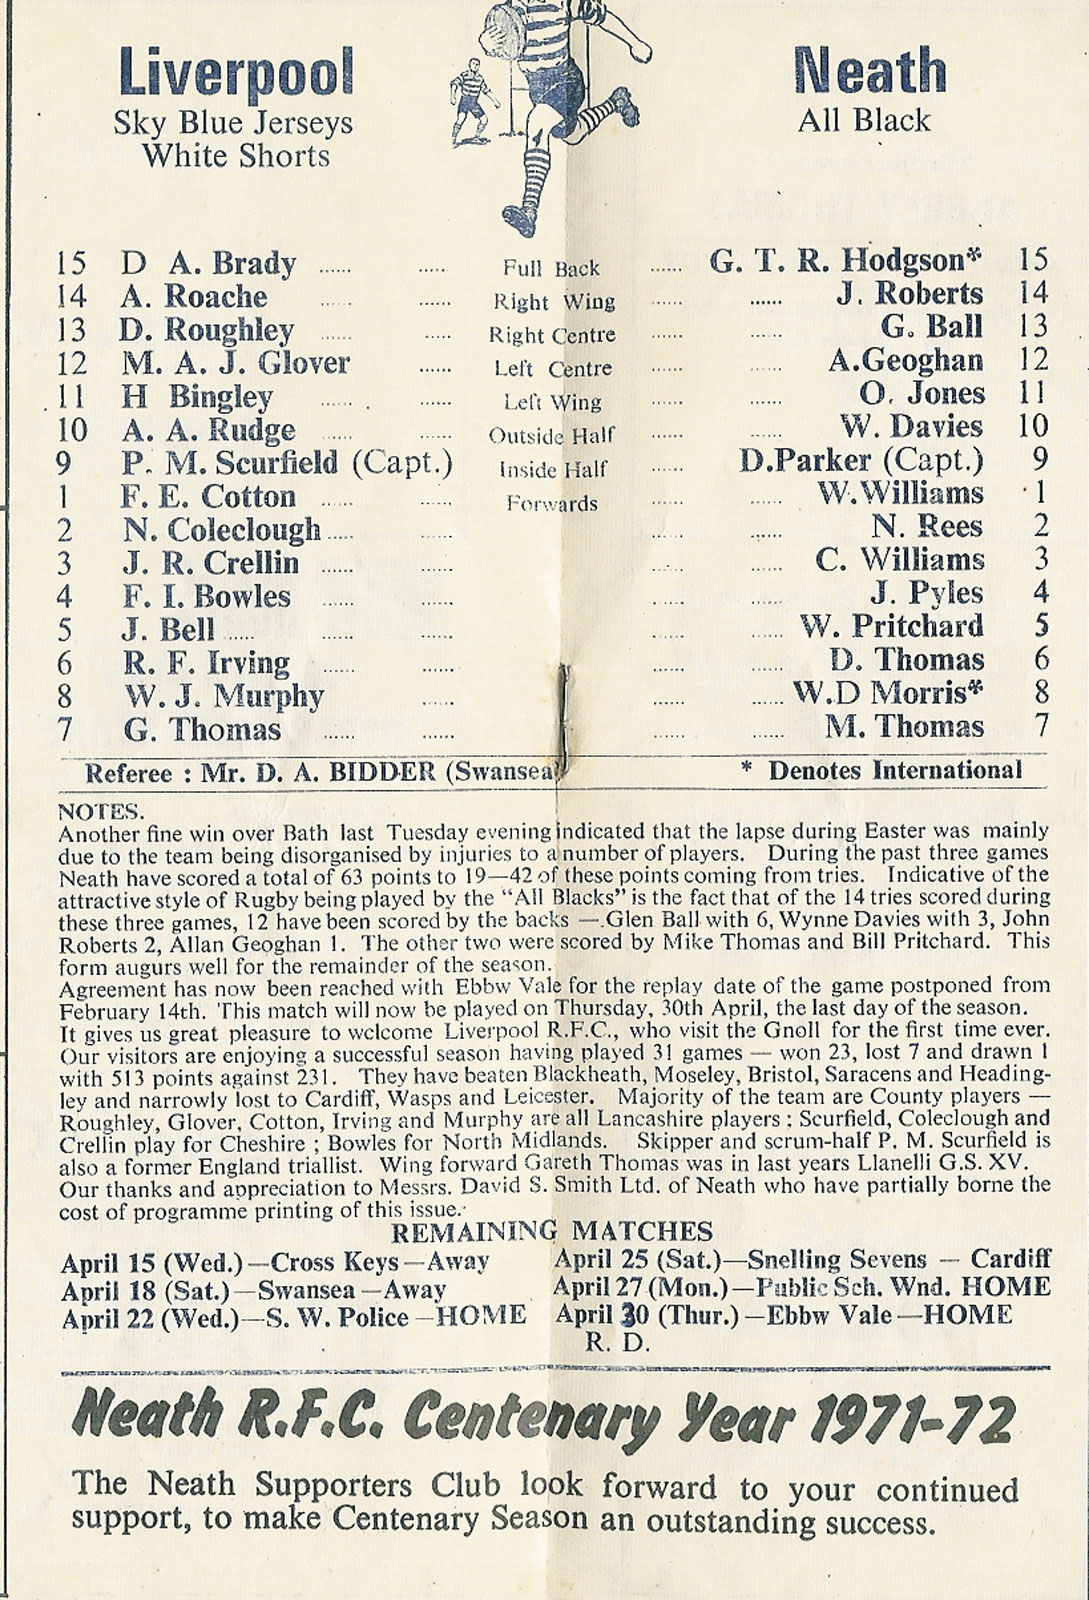 Liverpool Neath
Sky Blue Jerseys All Black
White Shorts
15 D A. Brady ...... ..... Full Back ...... G. T. R. Hodgson* 15
14 A. Roache ...... ...... Right Wing ...... ...... J. Roberts 14
13 D. Roughley ...... ..... Right Centre ...... ..... G. Ball 13
12 M. A. J. Glover ...... Left Centre ...... ..... A.Geoghan 12
11 H Bingley ...... ...... Left Wing ...... ...... O. Jones 11
10 A. A. Rudge ...... ...... Outside Half ...... ..... W. Davies 10
9 P. M. Scurfield (Capt.) Inside Half ...... D.Parker (Capt.) 9
1 F. E. Cotton ...... ...... Forwards ...... ...... W.Williams 1
2 N. Coleclough ..... ...... ...... ...... N. Rees 2
3 J. R. Crellin ...... ...... ...... ...... C. Williams 3
4 F. I. Bowles ...... ...... ...... ...... J. Pyles 4
5 J. Bell ...... ...... ...... ...... ...... W. Pritchard 5
6 R. F. Irving ...... ...... ...... ...... D. Thomas 6
8 W. J. Murphy ...... ...... ...... W.D Morris* 8
7 G. Thomas ...... ...... ...... ...... M. Thomas 7
Referee : Mr. D. A. BIDDER (Swansea) * Denotes International
NOTES.
Another fine win over Bath last Tuesday evening indicated that the lapse during Easter was mainly
due to the team being disorganised by injuries to a number of players. During the past three games
Neath have scored a total of 63 points to 19—42 of these points coming from tries. Indicative of the
attractive style of Rugby being played by the "All Blacks" is the fact that of the 14 tries scored during
these three games, 12 have been scored by the backs — Glen Ball with 6, Wynne Davies with 3, John
Roberts 2, Allan Geoghan 1. The other two were scored by Mike Thomas and Bill Pritchard. This
form augurs well for the remainder of the season.
Agreement has now been reached with Ebbw Vale for the replay date of the game postponed from
February 14th. This match will now be played on Thursday, 30th April, the last day of the season.
It gives us great pleasure to welcome Liverpool R.F.C., who visit the Gnoll for the first time ever.
Our visitors are enjoying a successful season having played 31 games — won 23, lost 7 and drawn 1
with 513 points against 231. They have beaten Blackheath, Moseley, Bristol, Saracens and Heading-
ley and narrowly lost to Cardiff, Wasps and Leicester. Majority of the team are County players —
Roughley, Glover, Cotton, Irving and Murphy are all Lancashire players ; Scurfield, Coleclough and
Crellin play for Cheshire ; Bowles for North Midlands. Skipper and scrum-half P. M. Scurfield is
also a former England triallist. Wing forward Gareth Thomas was in last years Llanelli G.S. XV.
Our thanks and appreciation to Messrs. David S. Smith Ltd. of Neath who have partially borne the
cost of programme printing of this issue.
REMAINING MATCHES
April 15 (Wed.)—Cross Keys—Away April 25 (Sat.)—Snelling Sevens — Cardiff
April 18 (Sat.)—Swansea—Away April 27 (Mon.)—Public Sch. Wnd. HOME
April 22 (Wed.)—S. W. Police—HOME April 30 (Thur.)—Ebbw Vale—HOME
R. D.
Neath R.F.C. Centenary Year 1971-72
The Neath Supporters Club look forward to your continued
support, to make Centenary Season an outstanding success.